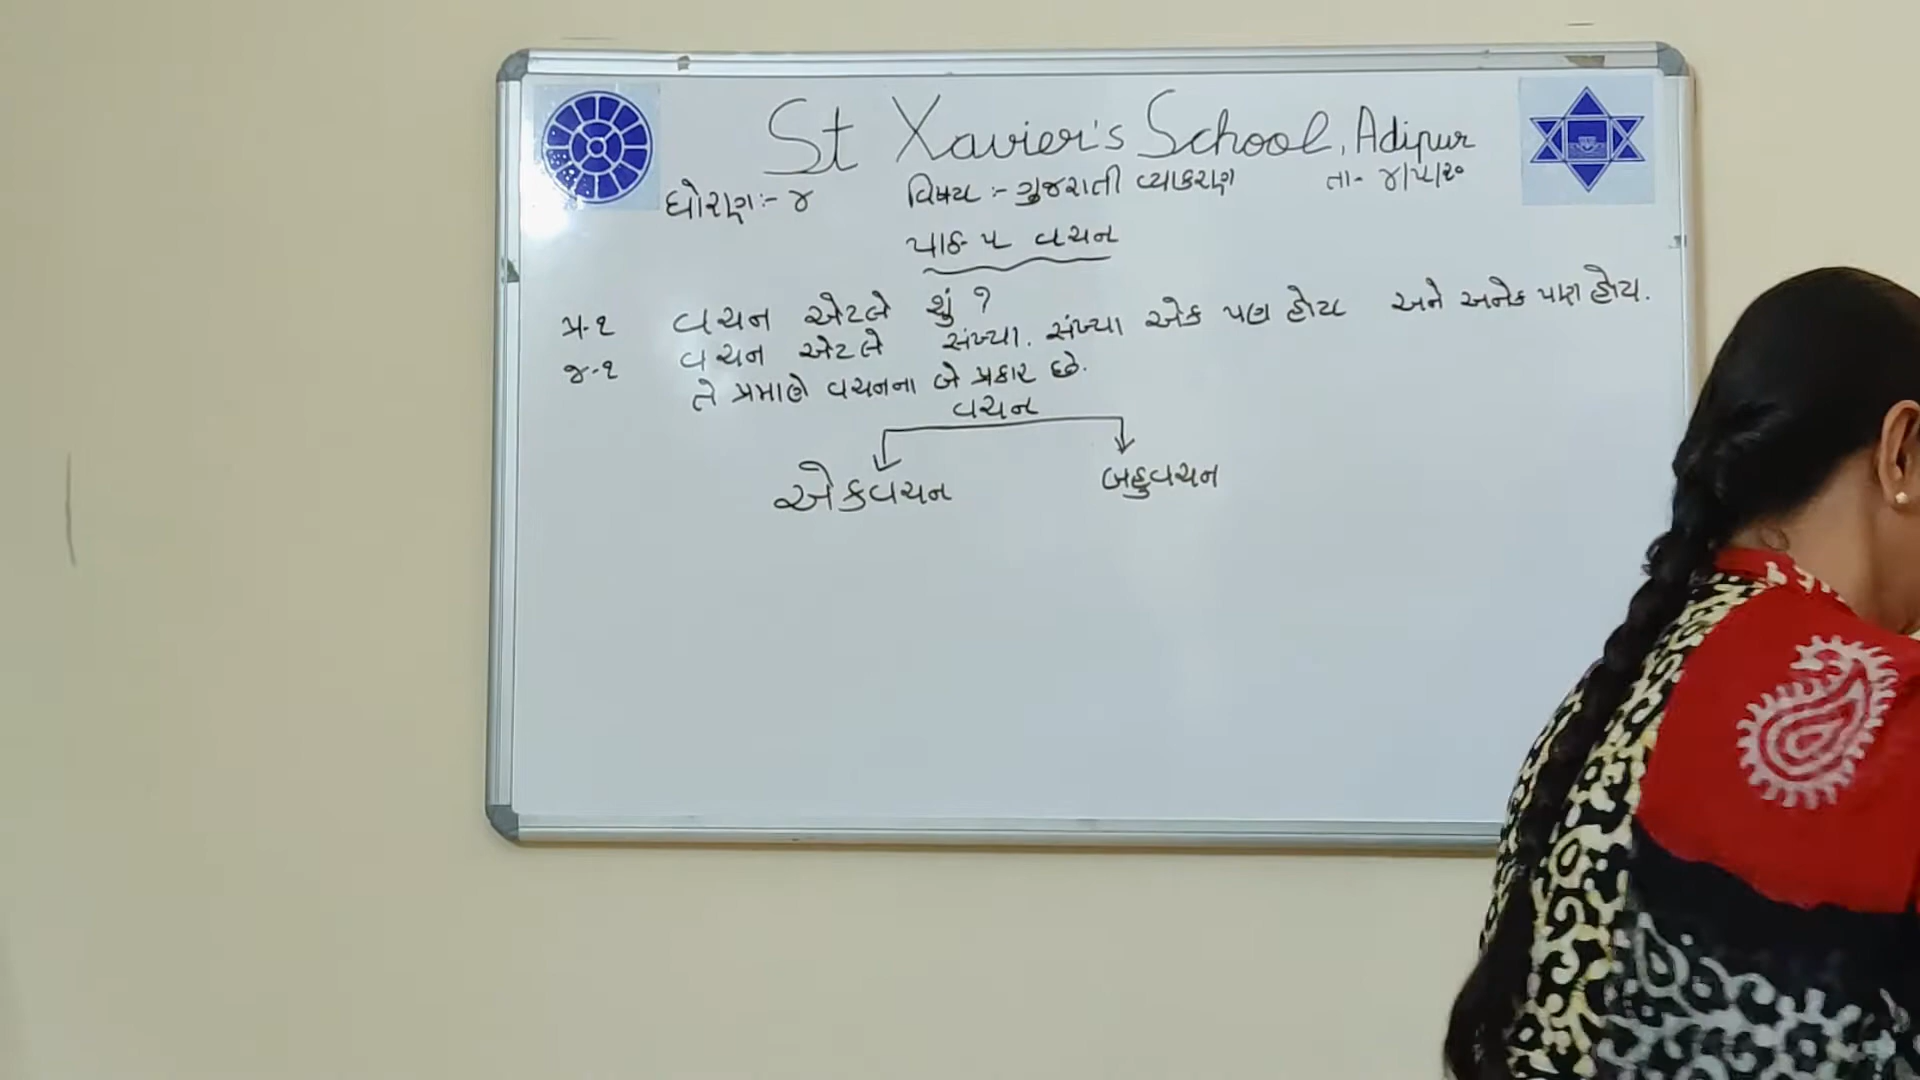 St Xavier's School, Adipur
ધોરણ:- ૪ વિષય :- ગુજરાતી વ્યાકરણ તા- ૪/૫/૨૦
પાઠ ૫ વચન
પ્ર-૧ વચન એટલે શું ?
જ-૧ વચન એટલે સંખ્યા. સંખ્યા એક પણ હોય અને અનેક પણ હોય.
તે પ્રમાણે વચનના બે પ્રકાર છે.
વચન
એકવચન બહુવચન